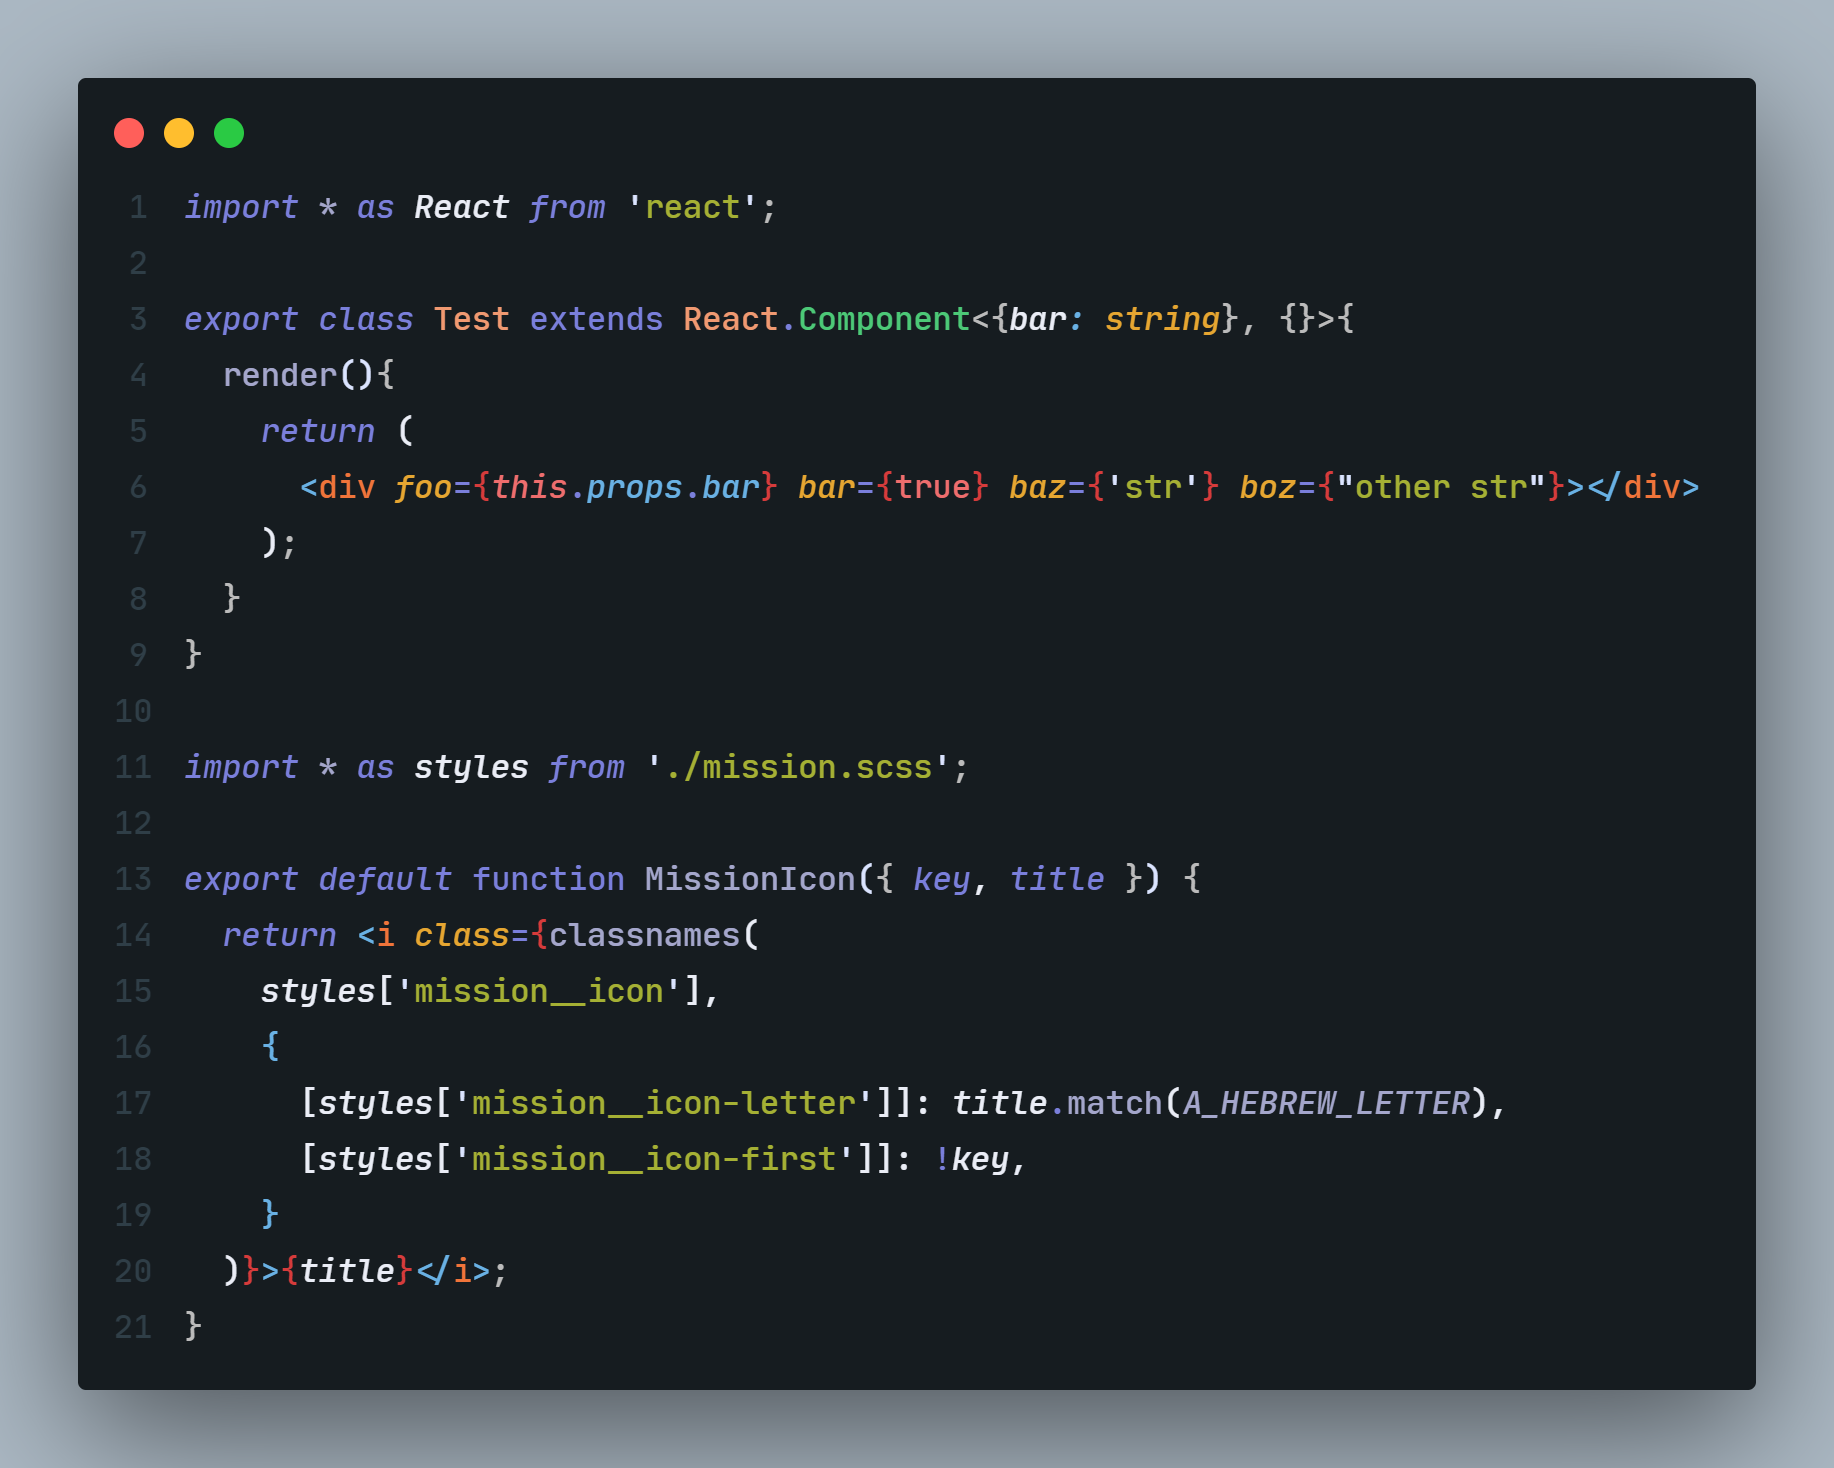 1 import * as React from 'react';
2
3 export class Test extends React.Component<{bar: string}, {}>{
4   render(){
5     return (
6       <div foo={this.props.bar} bar={true} baz={'str'} boz={"other str"}></div>
7     );
8   }
9 }
10
11 import * as styles from './mission.scss';
12
13 export default function MissionIcon({ key, title }) {
14   return <i class={classnames(
15     styles['mission__icon'],
16     {
17       [styles['mission__icon-letter']]: title.match(A_HEBREW_LETTER),
18       [styles['mission__icon-first']]: !key,
19     }
20   )}>{title}</i>;
21 }